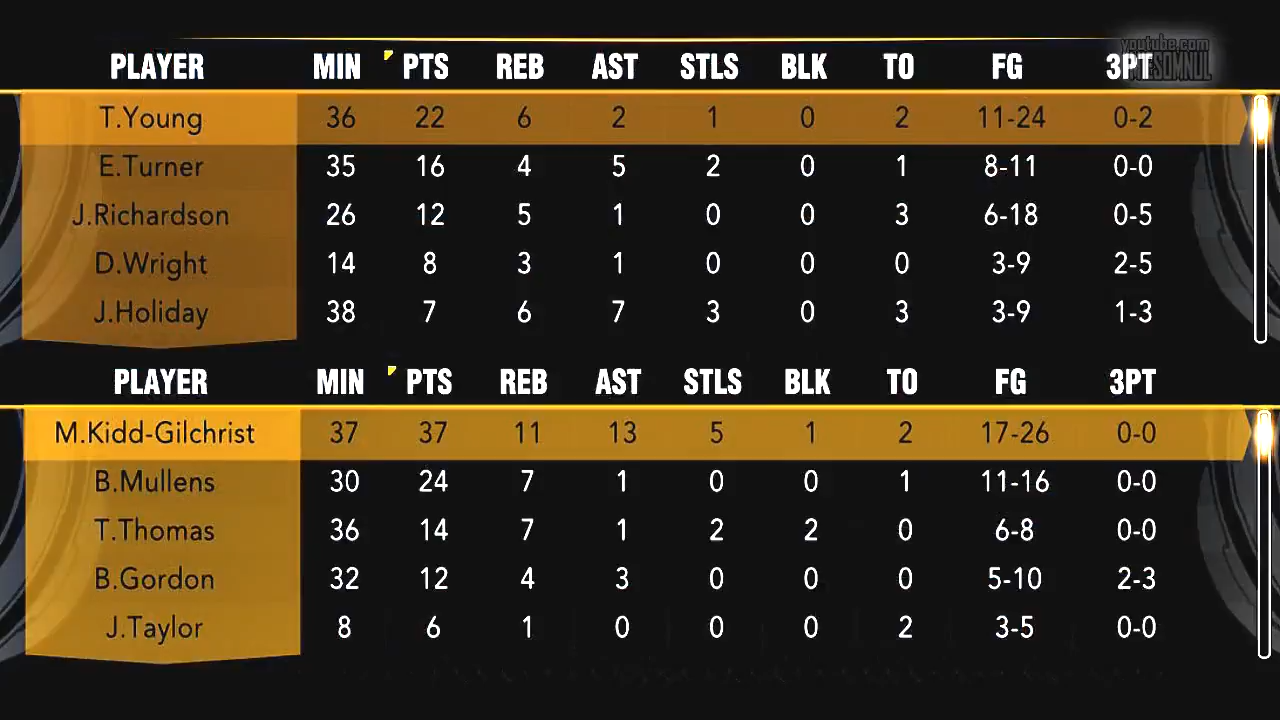 youtube.com
PLAYER MIN PTS REB AST STLS BLK TO FG 3PT
T.Young 36 22 6 2 1 0 2 11-24 0-2
E.Turner 35 16 4 5 2 0 1 8-11 0-0
J.Richardson 26 12 5 1 0 0 3 6-18 0-5
D.Wright 14 8 3 1 0 0 0 3-9 2-5
J.Holiday 38 7 6 7 3 0 3 3-9 1-3
PLAYER MIN PTS REB AST STLS BLK TO FG 3PT
M.Kidd-Gilchrist 37 37 11 13 5 1 2 17-26 0-0
B.Mullens 30 24 7 1 0 0 1 11-16 0-0
T.Thomas 36 14 7 1 2 2 0 6-8 0-0
B.Gordon 32 12 4 3 0 0 0 5-10 2-3
J.Taylor 8 6 1 0 0 0 2 3-5 0-0